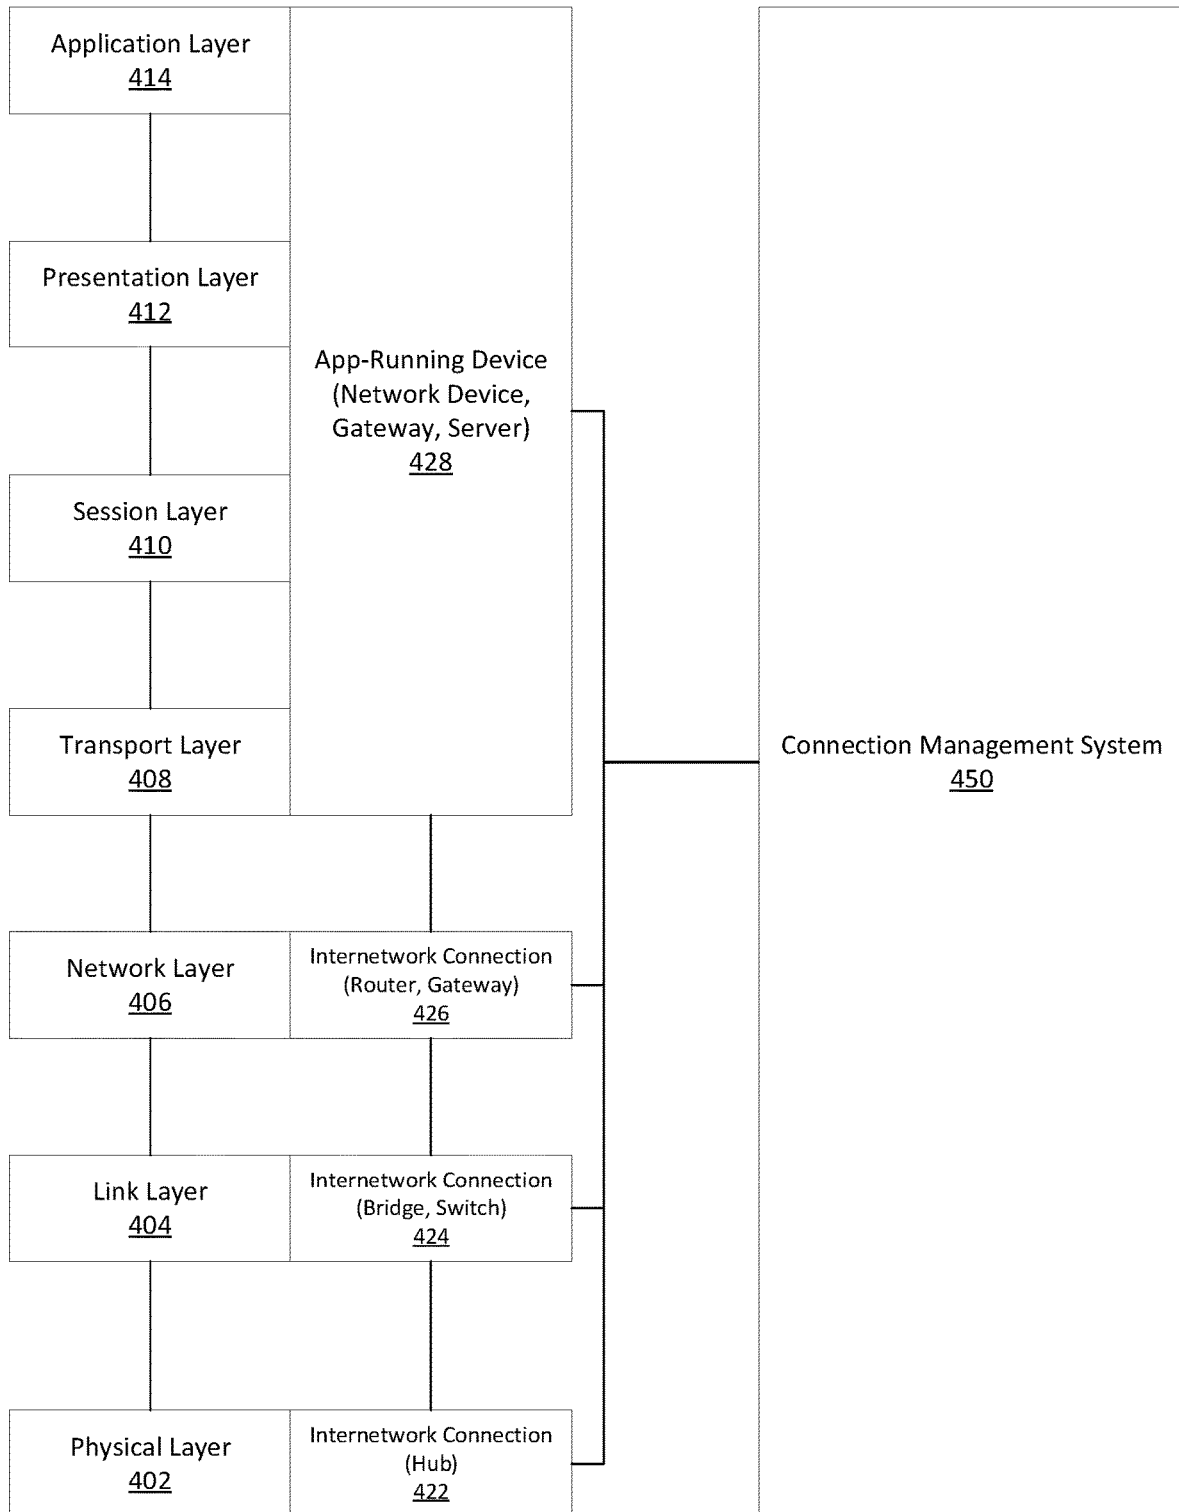 Application Layer
414
Presentation Layer
412
App-Running Device
(Network Device,
Gateway, Server)
428
Session Layer
410
Transport Layer
408
Connection Management System
450
Network Layer
406
Internetwork Connection
(Router, Gateway)
426
Link Layer
404
Internetwork Connection
(Bridge, Switch)
424
Physical Layer
402
Internetwork Connection
(Hub)
422